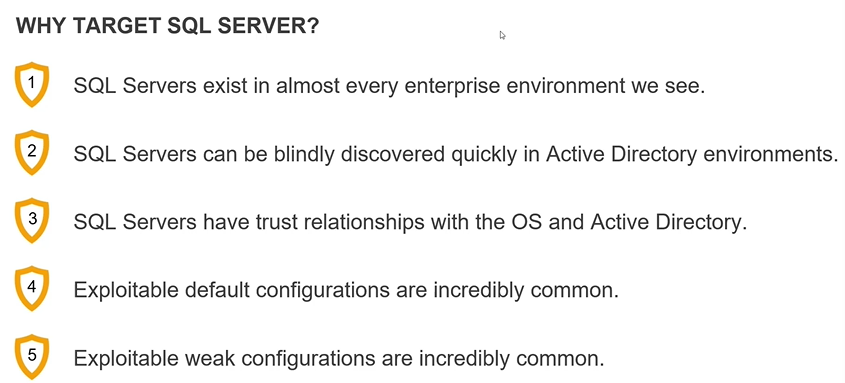 WHY TARGET SQL SERVER?
1 SQL Servers exist in almost every enterprise environment we see.
2 SQL Servers can be blindly discovered quickly in Active Directory environments.
3 SQL Servers have trust relationships with the OS and Active Directory.
4 Exploitable default configurations are incredibly common.
5 Exploitable weak configurations are incredibly common.